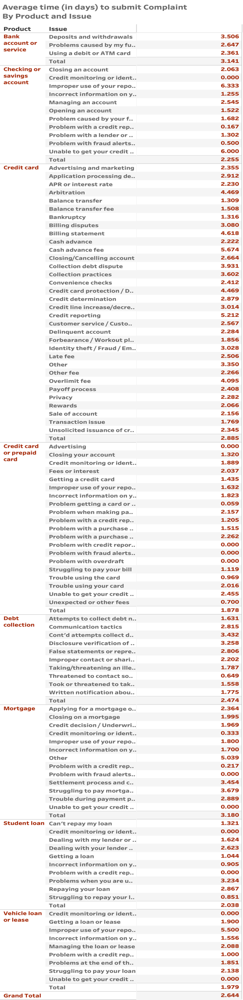 Average time (in days) to submit Complaint
By Product and Issue
Product Issue
Bank account or service
Deposits and withdrawals 3.506
Problems caused by my fu.. 2.647
Using a debit or ATM card 2.361
Total 3.141
Checking or savings account
Closing an account 2.063
Credit monitoring or ident.. 0.000
Improper use of your repo.. 6.333
Incorrect information on y.. 1.255
Managing an account 2.545
Opening an account 1.522
Problem caused by your f.. 1.682
Problem with a credit rep.. 0.167
Problem with a lender or .. 1.302
Problem with fraud alerts.. 0.500
Unable to get your credit .. 6.000
Total 2.255
Credit card
Advertising and marketing 2.355
Application processing de.. 2.912
APR or interest rate 2.230
Arbitration 4.469
Balance transfer 1.309
Balance transfer fee 1.508
Bankruptcy 1.316
Billing disputes 3.080
Billing statement 4.618
Cash advance 2.222
Cash advance fee 5.674
Closing/Cancelling account 2.664
Collection debt dispute 3.931
Collection practices 3.602
Convenience checks 2.412
Credit card protection / D.. 4.469
Credit determination 2.879
Credit line increase/decre.. 3.014
Credit reporting 5.212
Customer service / Custo.. 2.567
Delinquent account 2.284
Forbearance / Workout pl.. 1.856
Identity theft / Fraud / Em.. 3.028
Late fee 2.506
Other 3.350
Other fee 2.266
Overlimit fee 4.095
Payoff process 2.408
Privacy 2.282
Rewards 2.066
Sale of account 2.156
Transaction issue 1.769
Unsolicited issuance of cr.. 2.345
Total 2.885
Credit card or prepaid card
Advertising 0.000
Closing your account 1.320
Credit monitoring or ident.. 1.889
Fees or interest 2.037
Getting a credit card 1.435
Improper use of your repo.. 1.632
Incorrect information on y.. 1.823
Problem getting a card or .. 0.059
Problem when making pa.. 2.157
Problem with a credit rep.. 1.205
Problem with a purchase .. 1.515
Problem with a purchase .. 2.262
Problem with credit repor.. 0.000
Problem with fraud alerts.. 0.000
Problem with overdraft 0.000
Struggling to pay your bill 1.119
Trouble using the card 0.969
Trouble using your card 2.016
Unable to get your credit .. 2.455
Unexpected or other fees 0.700
Total 1.878
Debt collection
Attempts to collect debt n.. 1.631
Communication tactics 2.815
Cont'd attempts collect d.. 3.432
Disclosure verification of .. 3.258
False statements or repre.. 2.806
Improper contact or shari.. 2.202
Taking/threatening an ille.. 1.787
Threatened to contact so.. 0.649
Took or threatened to tak.. 1.558
Written notification abou.. 1.775
Total 2.474
Mortgage
Applying for a mortgage o.. 2.364
Closing on a mortgage 1.995
Credit decision / Underwri.. 1.969
Credit monitoring or ident.. 0.333
Improper use of your repo.. 1.800
Incorrect information on y.. 1.700
Other 5.039
Problem with a credit rep.. 0.217
Problem with fraud alerts.. 0.000
Settlement process and c.. 3.454
Struggling to pay mortga.. 3.679
Trouble during payment p.. 2.889
Unable to get your credit .. 0.000
Total 3.180
Student loan
Can't repay my loan 1.321
Credit monitoring or ident.. 0.000
Dealing with my lender or .. 1.624
Dealing with your lender .. 2.623
Getting a loan 1.044
Incorrect information on y.. 0.905
Problem with a credit rep.. 0.000
Problems when you are u.. 3.234
Repaying your loan 2.867
Struggling to repay your l.. 0.851
Total 2.038
Vehicle loan or lease
Credit monitoring or ident.. 0.000
Getting a loan or lease 1.900
Improper use of your repo.. 5.500
Incorrect information on y.. 1.556
Managing the loan or lease 2.088
Problem with a credit rep.. 1.000
Problems at the end of th.. 1.851
Struggling to pay your loan 2.138
Unable to get your credit .. 0.000
Total 1.979
Grand Total 2.644